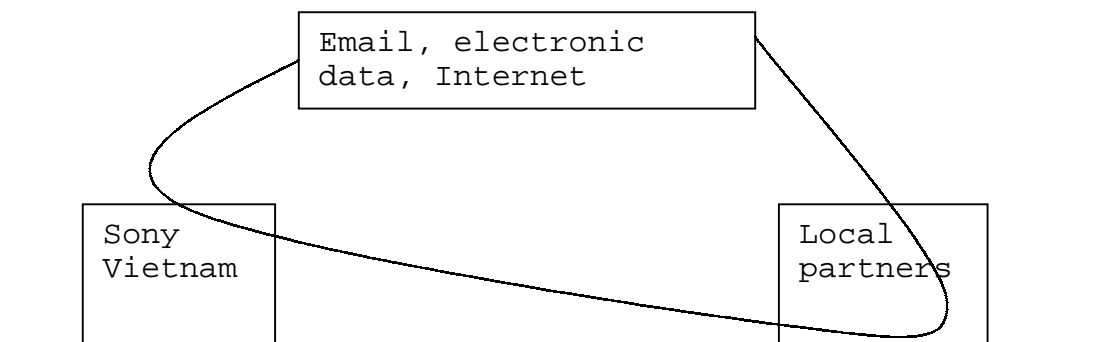 Email, electronic
data, Internet
Sony
Vietnam
Local
partners